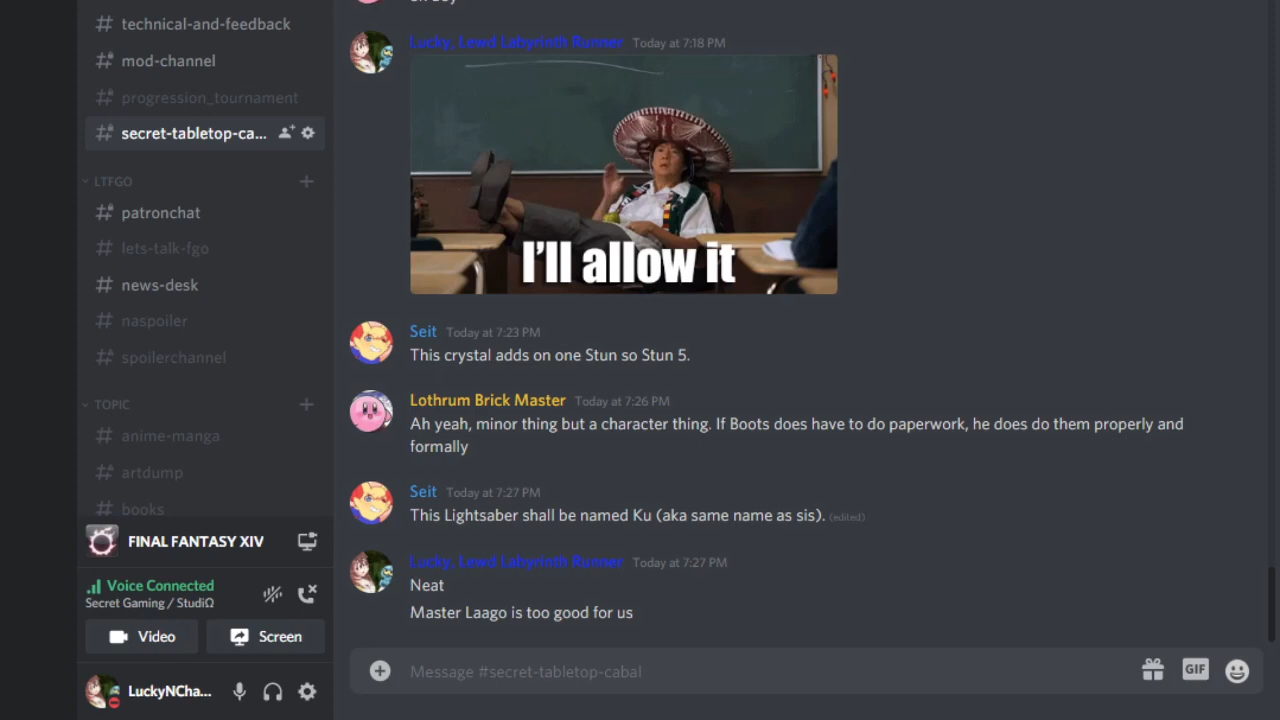 technical-and-feedback
mod-channel
progression_tournament
secret-tabletop-ca...
LTFGO
patronchat
lets-talk-fgo
news-desk
naspoiler
spoilerchannel
TOPIC
anime-manga
artdump
books
FINAL FANTASY XIV
Voice Connected
Secret Gaming / StudiΩ
Video
Screen
LuckyNCha...
Lucky, Lewd Labyrinth Runner Today at 7:18 PM
I'll allow it
Seit Today at 7:23 PM
This crystal adds on one Stun so Stun 5.
Lothrum Brick Master Today at 7:26 PM
Ah yeah, minor thing but a character thing. If Boots does have to do paperwork, he does do them properly and
formally
Seit Today at 7:27 PM
This Lightsaber shall be named Ku (aka same name as sis). (edited)
Lucky, Lewd Labyrinth Runner Today at 7:27 PM
Neat
Master Laago is too good for us
Message #secret-tabletop-cabal
GIF